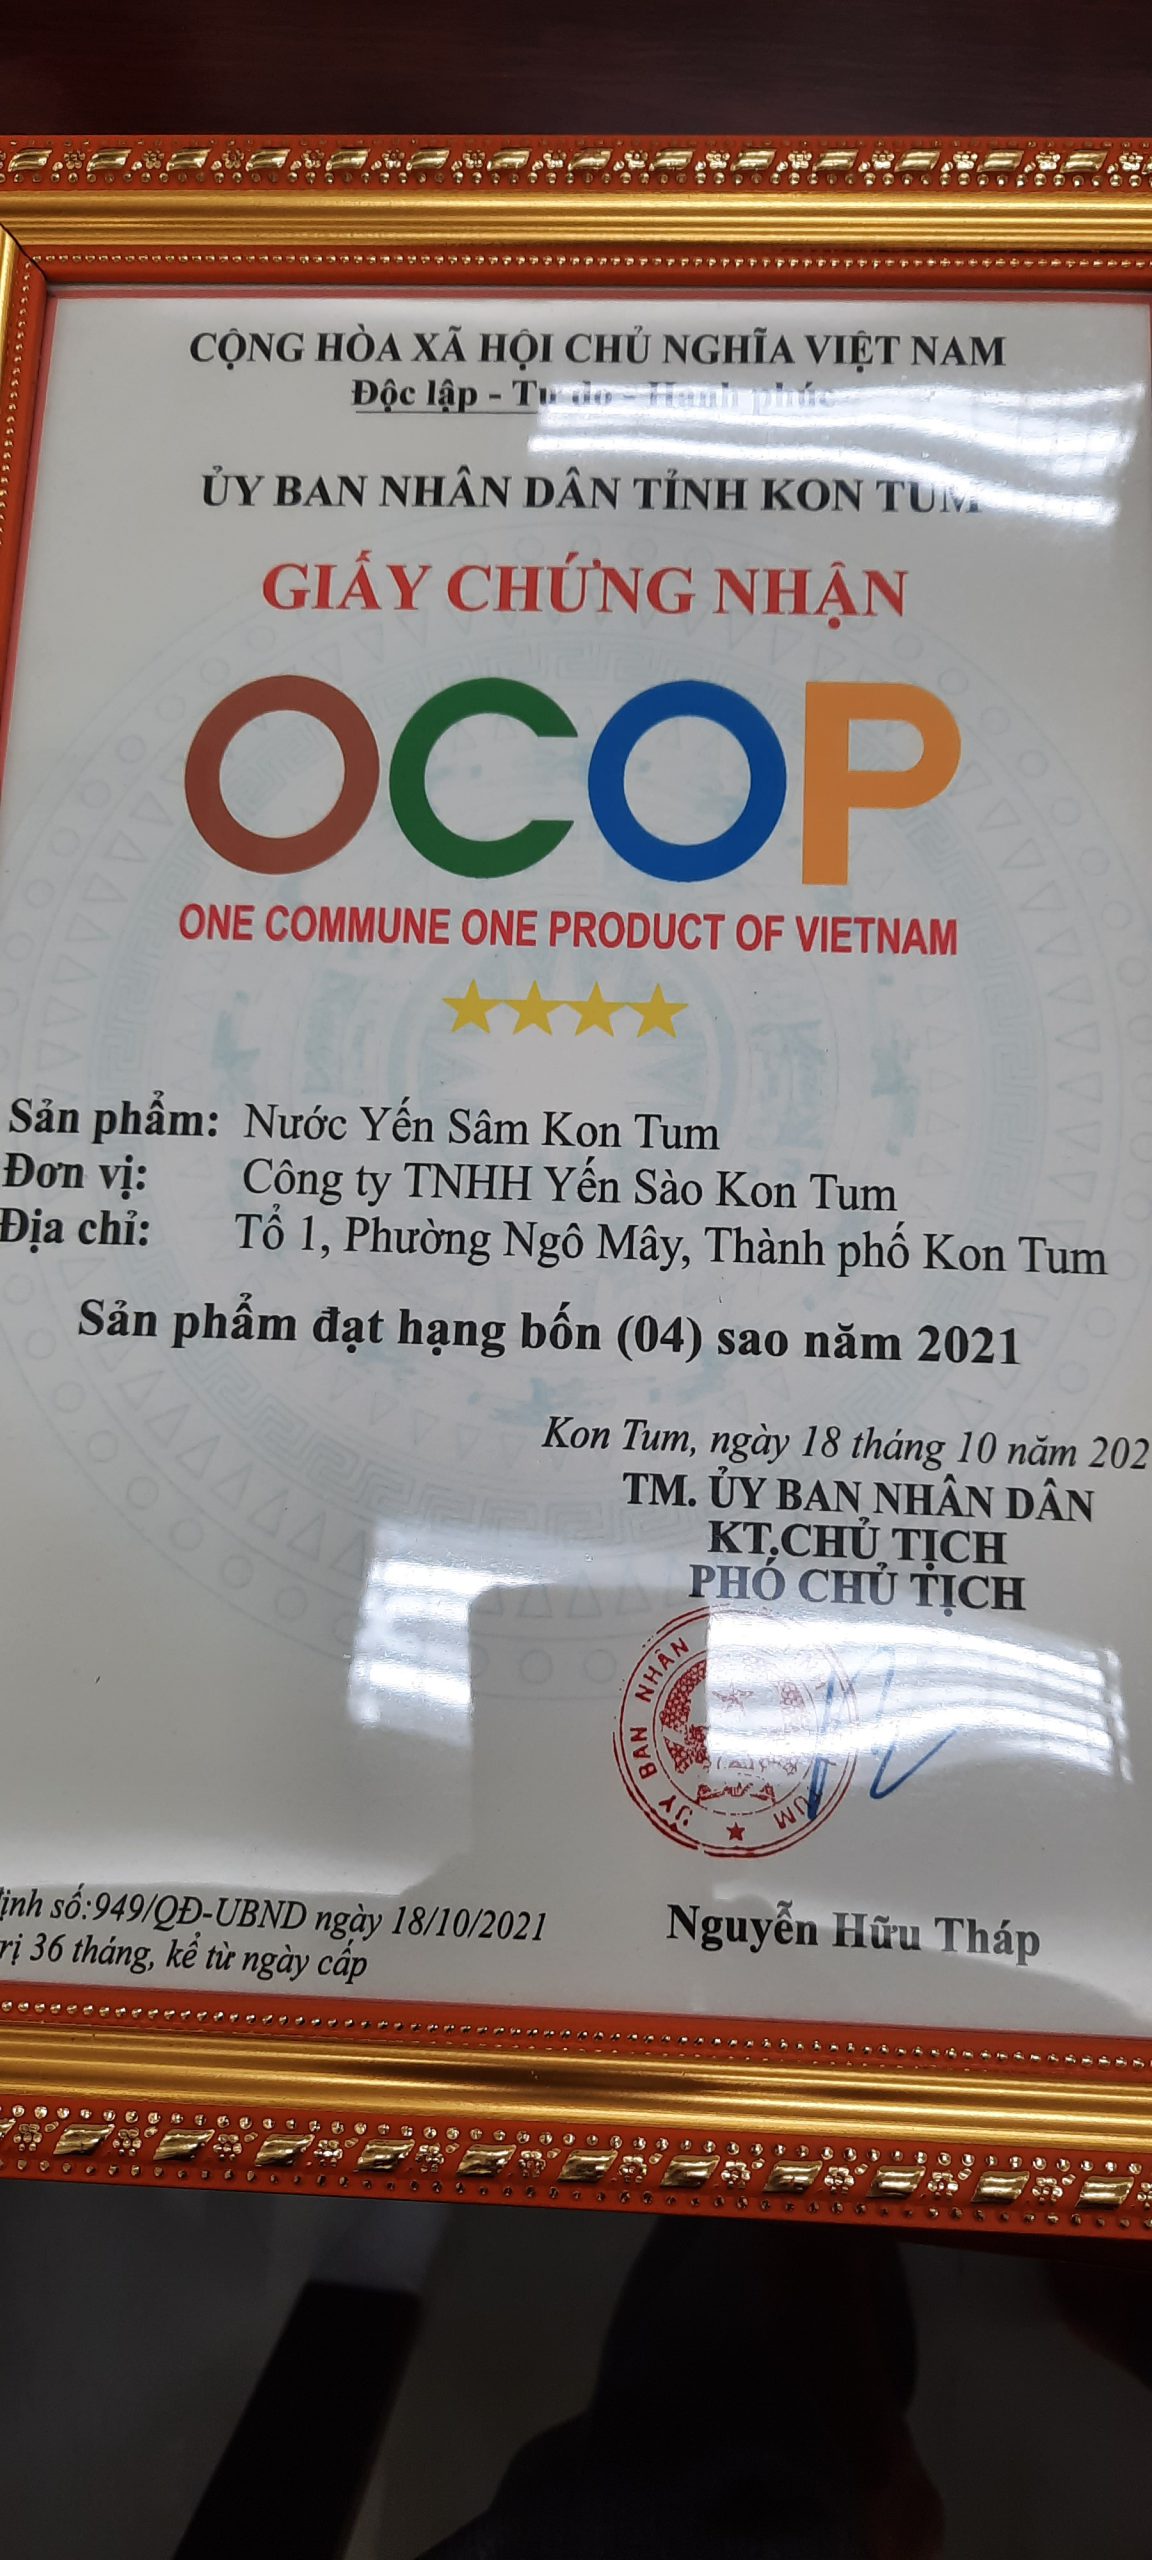 CỘNG HÒA XÃ HỘI CHỦ NGHĨA VIỆT NAM
Độc lập - Tự do - Hạnh phúc
ỦY BAN NHÂN DÂN TỈNH KON TUM
GIẤY CHỨNG NHẬN
OCOP
ONE COMMUNE ONE PRODUCT OF VIETNAM
Sản phẩm: Nước Yến Sâm Kon Tum
Đơn vị: Công ty TNHH Yến Sào Kon Tum
Địa chỉ: Tổ 1, Phường Ngô Mây, Thành phố Kon Tum
Sản phẩm đạt hạng bốn (04) sao năm 2021
Kon Tum, ngày 18 tháng 10 năm 202
TM. ỦY BAN NHÂN DÂN
KT.CHỦ TỊCH
PHÓ CHỦ TỊCH
BAN NHÂN
số:949/QĐ-UBND ngày 18/10/2021
36 tháng, kể từ ngày cấp
Nguyễn Hữu Tháp